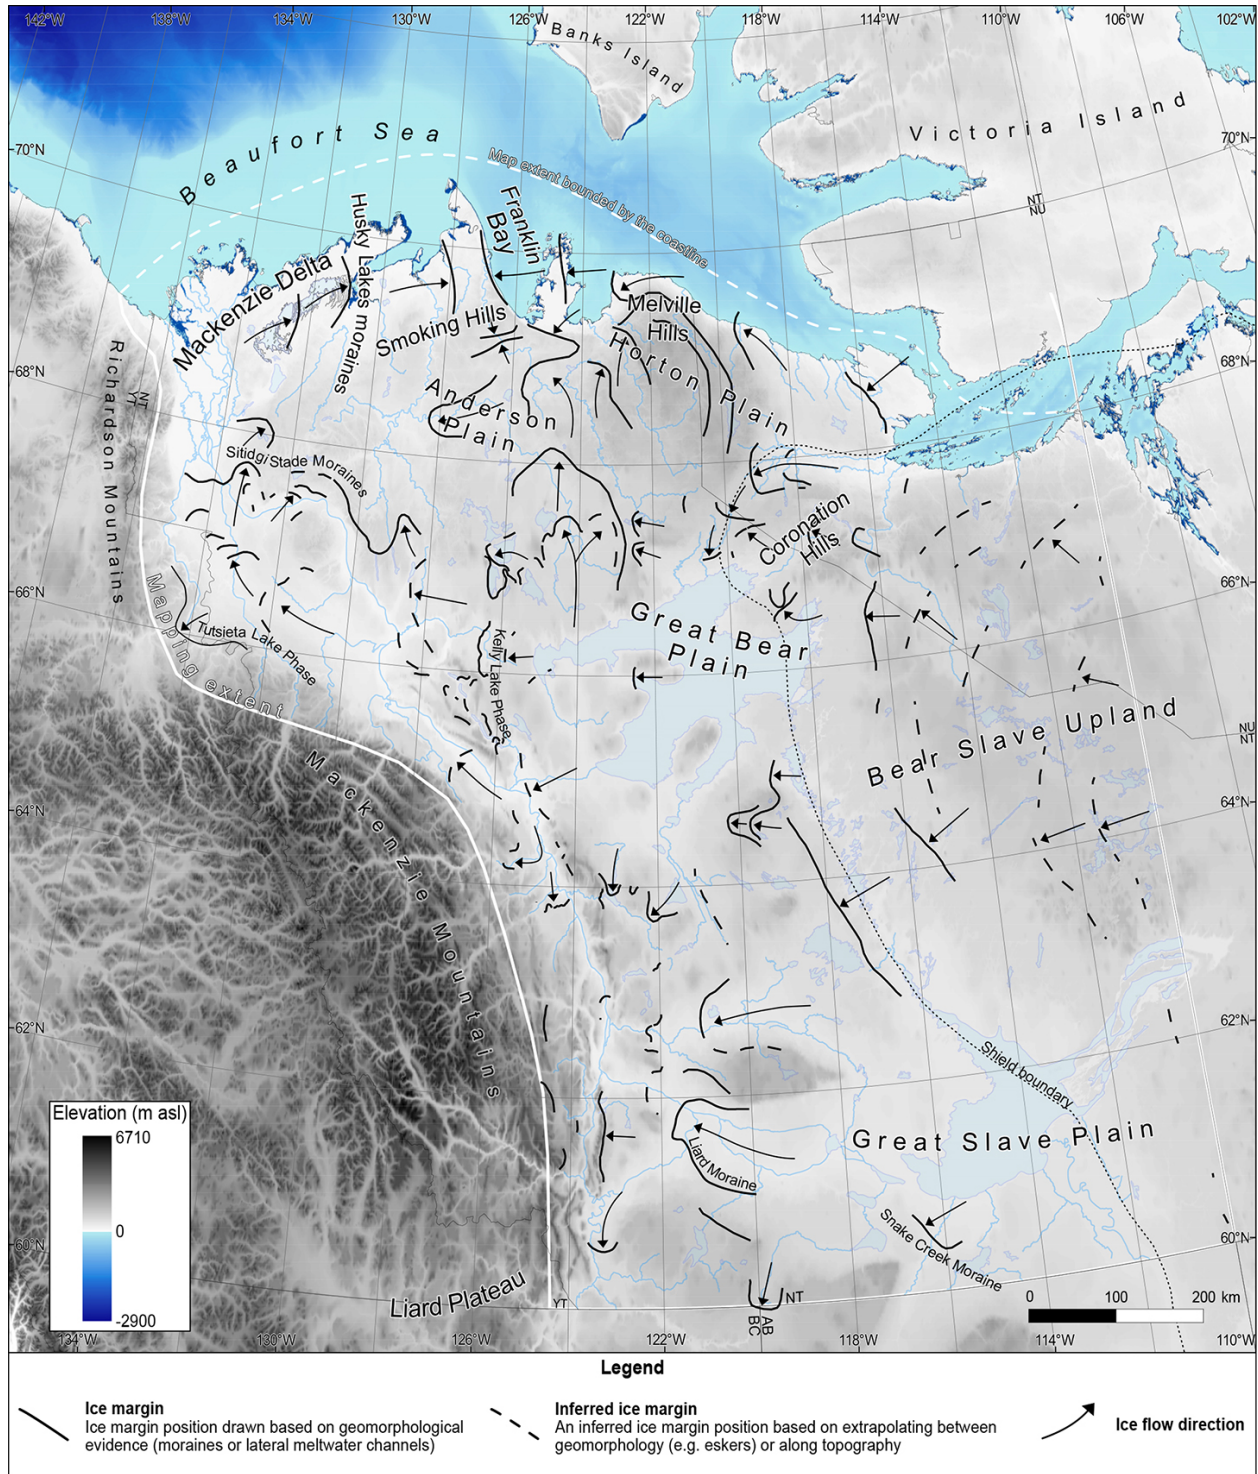 142°W 138°W 134°W 130°W 126°W 122°W 118°W 114°W 110°W 106°W 102°W
Banks Island
Victoria Island
Beaufort Sea
70°N 70°N
Map extent bounded by the coastline
NT
NU
Franklin
Bay
Husky Lakes moraines
Mackenzie Delta
Melville
Hills
Smoking Hills
Horton Plain
68°N 68°N
Richardson Mountains
NT
YT
Anderson
Plain
Sitidgi Stade Moraines
Coronation
Hills
66°N 66°N
Mapping extent
Tutsieta Lake Phase
Kelly Lake Phase
Great Bear
Plain
Bear Slave Upland
NU
NT
Mackenzie Mountains
64°N 64°N
62°N 62°N
Shield boundary
Elevation (m asl)
6710
0
-2900
Great Slave Plain
Liard Moraine
Snake Creek Moraine
60°N 60°N
Liard Plateau
YT
NT
BC
AB
0 100 200 km
134°W 130°W 126°W 122°W 118°W 114°W 110°W
Legend
Ice margin
Ice margin position drawn based on geomorphological
evidence (moraines or lateral meltwater channels)
Inferred ice margin
An inferred ice margin position based on extrapolating between
geomorphology (e.g. eskers) or along topography
Ice flow direction